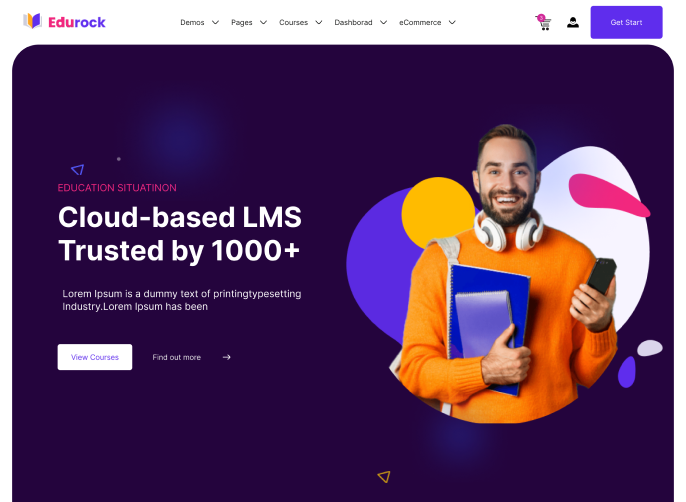 Edurock
Demos Pages Courses Dashborad eCommerce
3
Get Start
EDUCATION SITUATINON
Cloud-based LMS
Trusted by 1000+
Lorem Ipsum is a dummy text of printingtypesetting
Industry.Lorem Ipsum has been
View Courses
Find out more